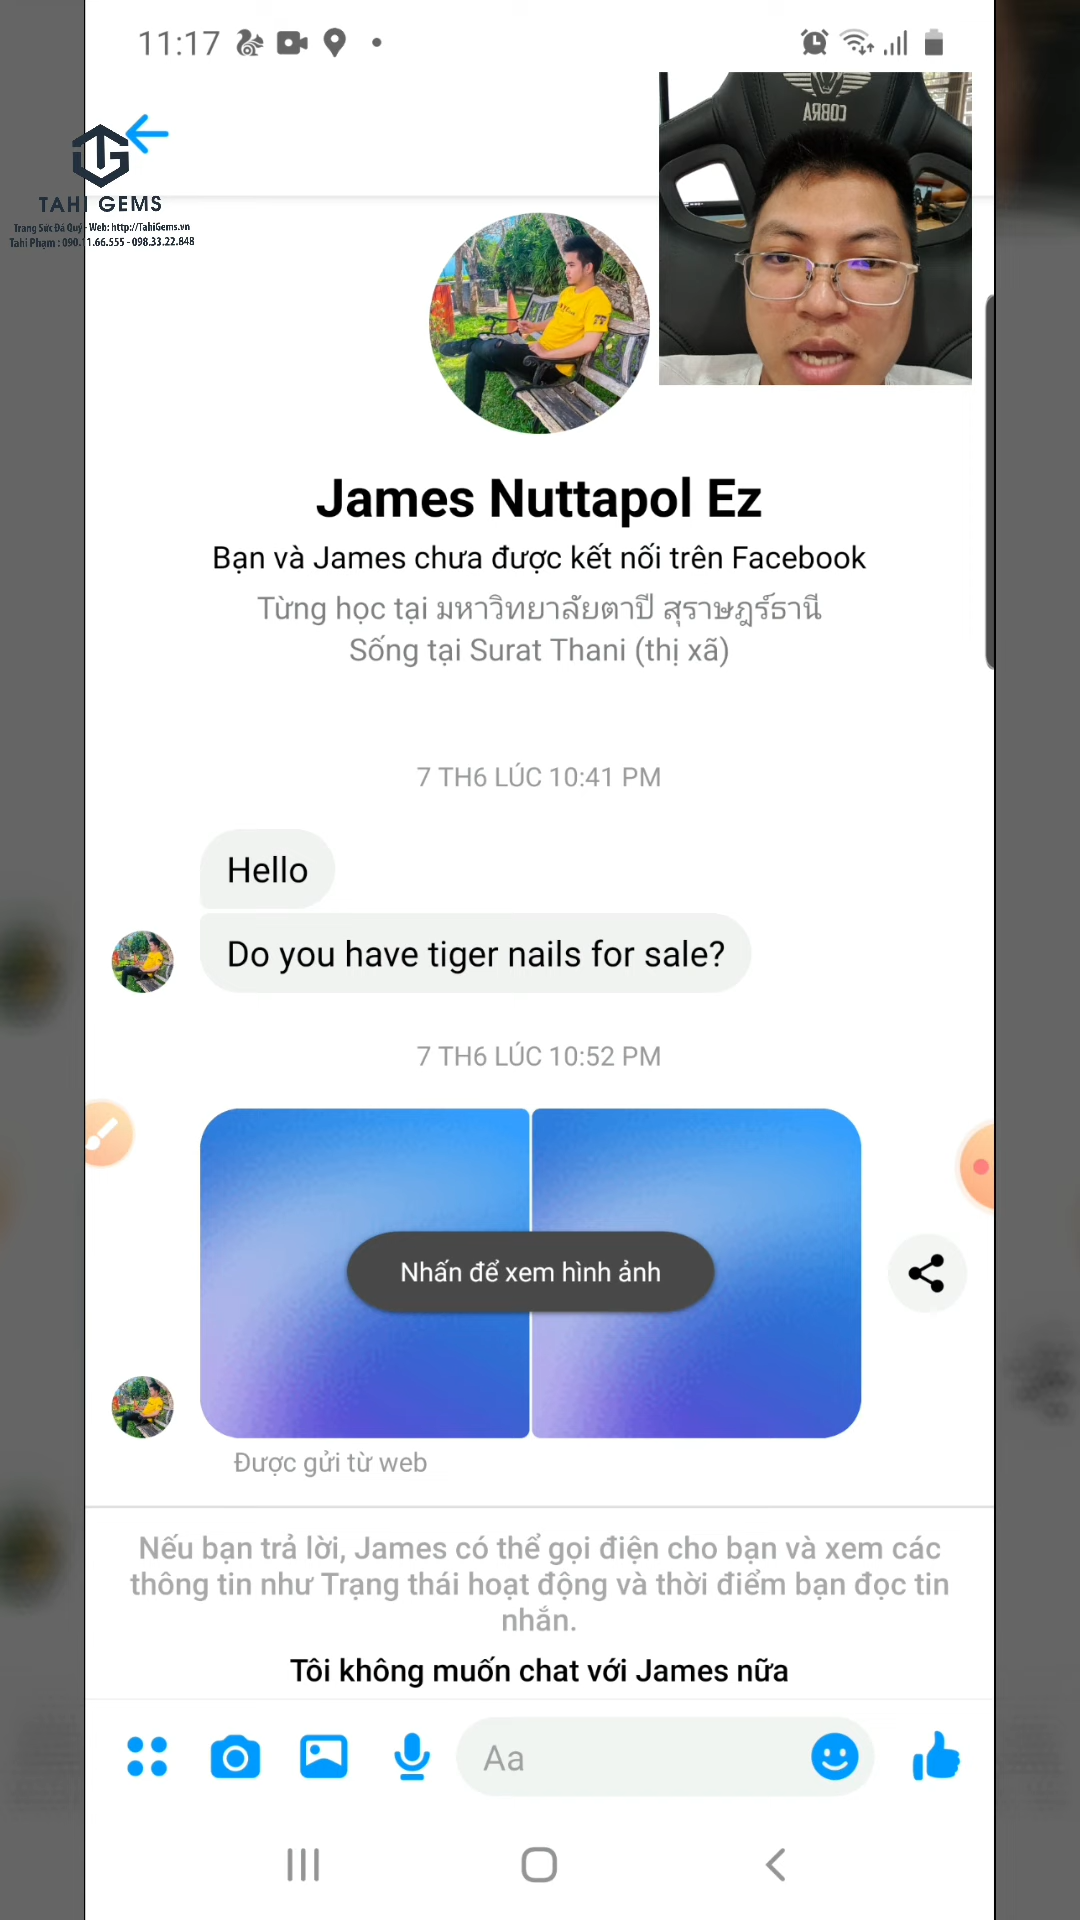 11:17
COBRA
TAHI GEMS
Trang Sức Đá Quý - Web: http://TahiGems.vn
Tahi Phạm : 090.11.66.555 - 098.33.22.848
James Nuttapol Ez
Bạn và James chưa được kết nối trên Facebook
Từng học tại มหาวิทยาลัยตาปี สุราษฎร์ธานี
Sống tại Surat Thani (thị xã)
7 TH6 LÚC 10:41 PM
Hello
Do you have tiger nails for sale?
7 TH6 LÚC 10:52 PM
Nhấn để xem hình ảnh
Được gửi từ web
Nếu bạn trả lời, James có thể gọi điện cho bạn và xem các
thông tin như Trạng thái hoạt động và thời điểm bạn đọc tin
nhắn.
Tôi không muốn chat với James nữa
Aa